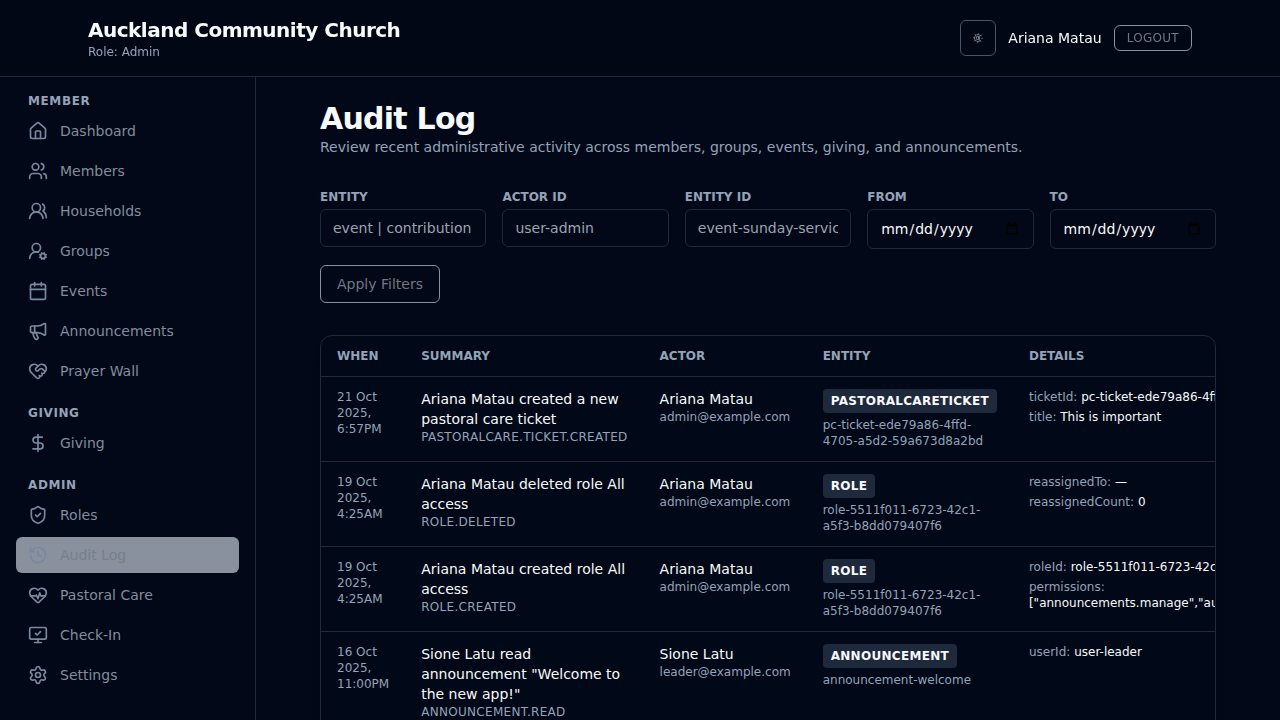 Auckland Community Church
Role: Admin
Ariana Matau
LOGOUT
MEMBER
Dashboard
Members
Households
Groups
Events
Announcements
Prayer Wall
GIVING
Giving
ADMIN
Roles
Audit Log
Pastoral Care
Check-In
Settings
Audit Log
Review recent administrative activity across members, groups, events, giving, and announcements.
ENTITY
ACTOR ID
ENTITY ID
FROM
TO
event | contribution
user-admin
event-sunday-servic
mm/dd/yyyy
mm/dd/yyyy
Apply Filters
WHEN
SUMMARY
ACTOR
ENTITY
DETAILS
21 Oct
2025,
6:57PM
Ariana Matau created a new
pastoral care ticket
PASTORALCARE.TICKET.CREATED
Ariana Matau
admin@example.com
PASTORALCARETICKET
pc-ticket-ede79a86-4ffd-
4705-a5d2-59a673d8a2bd
ticketId: pc-ticket-ede79a86-4f
title: This is important
19 Oct
2025,
4:25AM
Ariana Matau deleted role All
access
ROLE.DELETED
Ariana Matau
admin@example.com
ROLE
role-5511f011-6723-42c1-
a5f3-b8dd079407f6
reassignedTo: —
reassignedCount: 0
19 Oct
2025,
4:25AM
Ariana Matau created role All
access
ROLE.CREATED
Ariana Matau
admin@example.com
ROLE
role-5511f011-6723-42c1-
a5f3-b8dd079407f6
roleId: role-5511f011-6723-42c
permissions:
["announcements.manage","au
16 Oct
2025,
11:00PM
Sione Latu read
announcement "Welcome to
the new app!"
ANNOUNCEMENT.READ
Sione Latu
leader@example.com
ANNOUNCEMENT
announcement-welcome
userId: user-leader